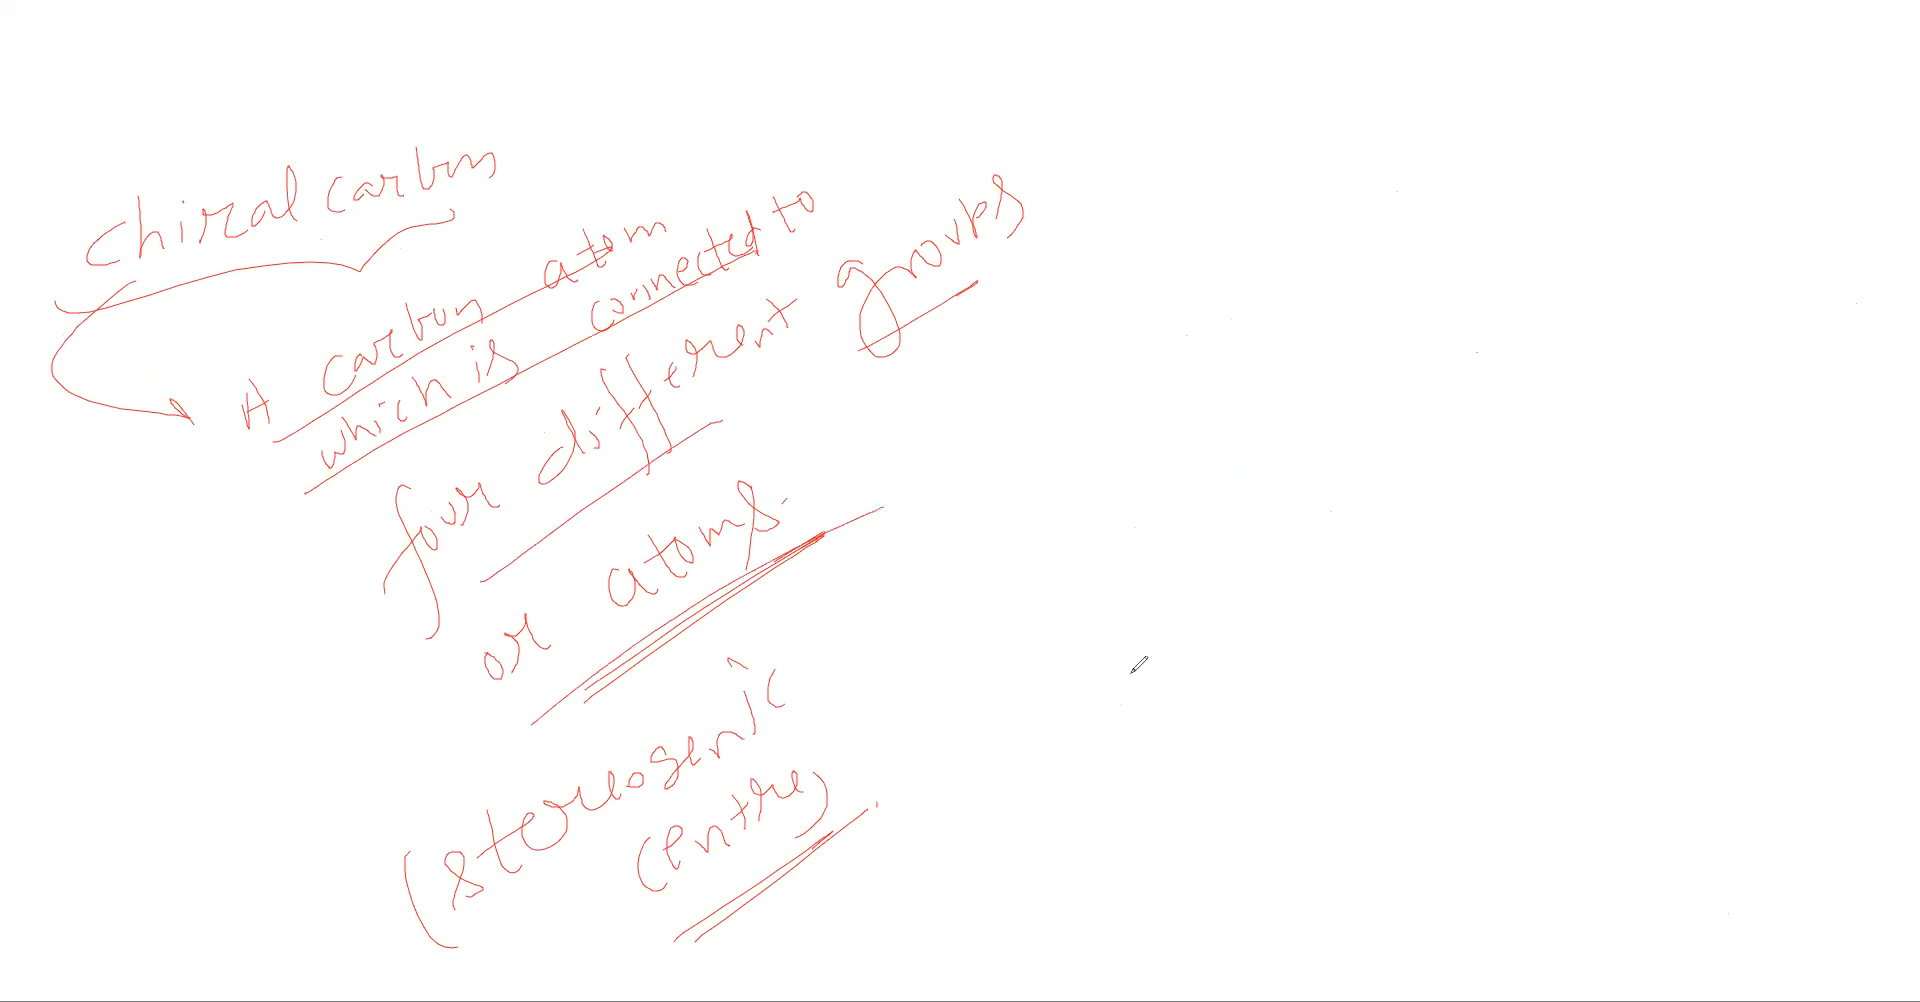 Chiral carbon
A carbon atom
which is connected to
four different groups
or atoms.
(stereogenic
centre)